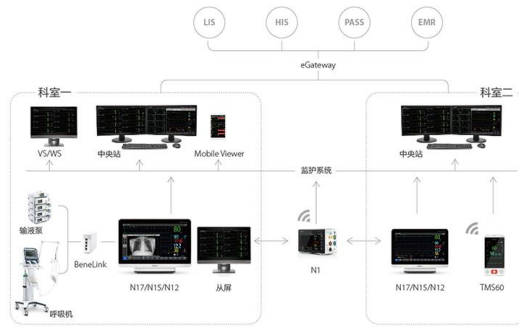 LIS HIS PASS EMR
eGateway
科室一 科室二
VS/WS 中央站 Mobile Viewer 中央站
监护系统
输液泵
BeneLink
N1
N17/N15/N12 从屏 N17/N15/N12 TMS60
呼吸机